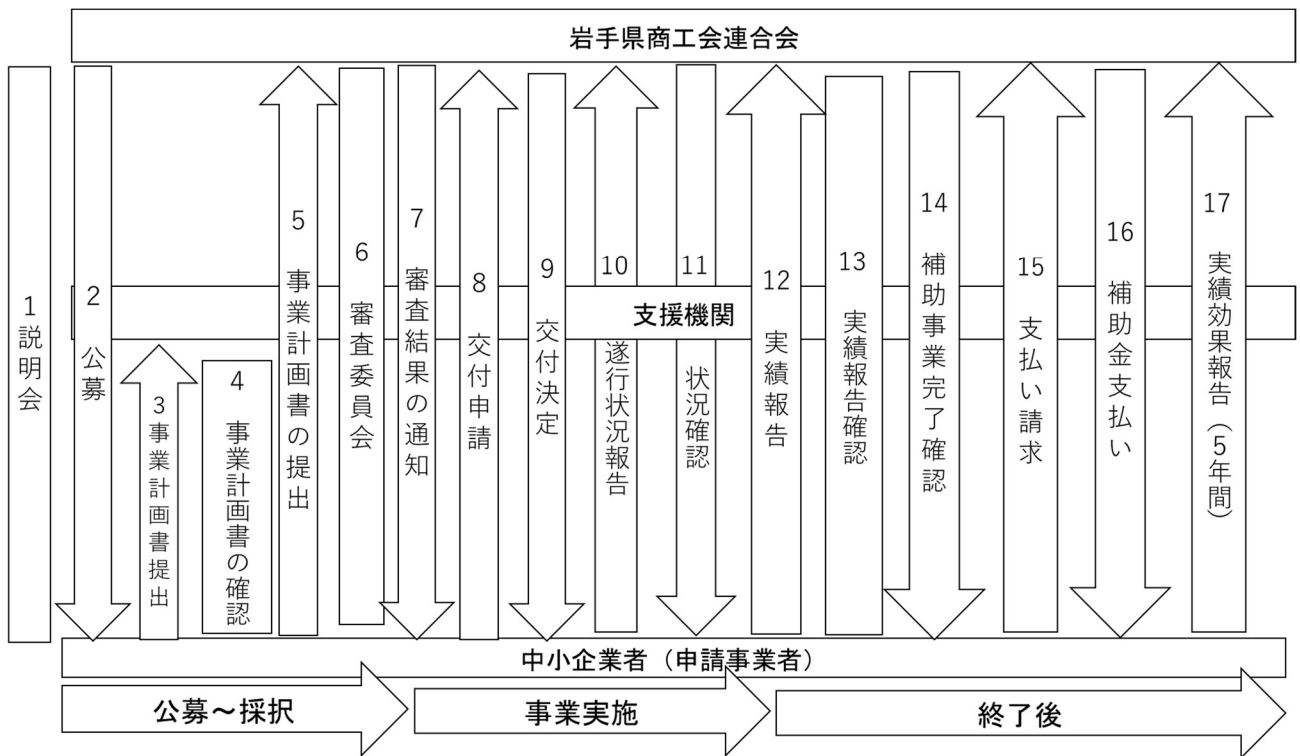 岩手県商工会連合会
1説明会
2 公募
3事業計画書提出
4 事業計画書の確認
5 事業計画書の提出
6 審査委員会
7 審査結果の通知
8 交付申請
9 交付決定
10 遂行状況報告
11 状況確認
12 実績報告
13 実績報告確認
14 補助事業完了確認
15 支払い請求
16 補助金支払い
17 実績効果報告（5年間）
支援機関
中小企業者（申請事業者）
公募～採択
事業実施
終了後